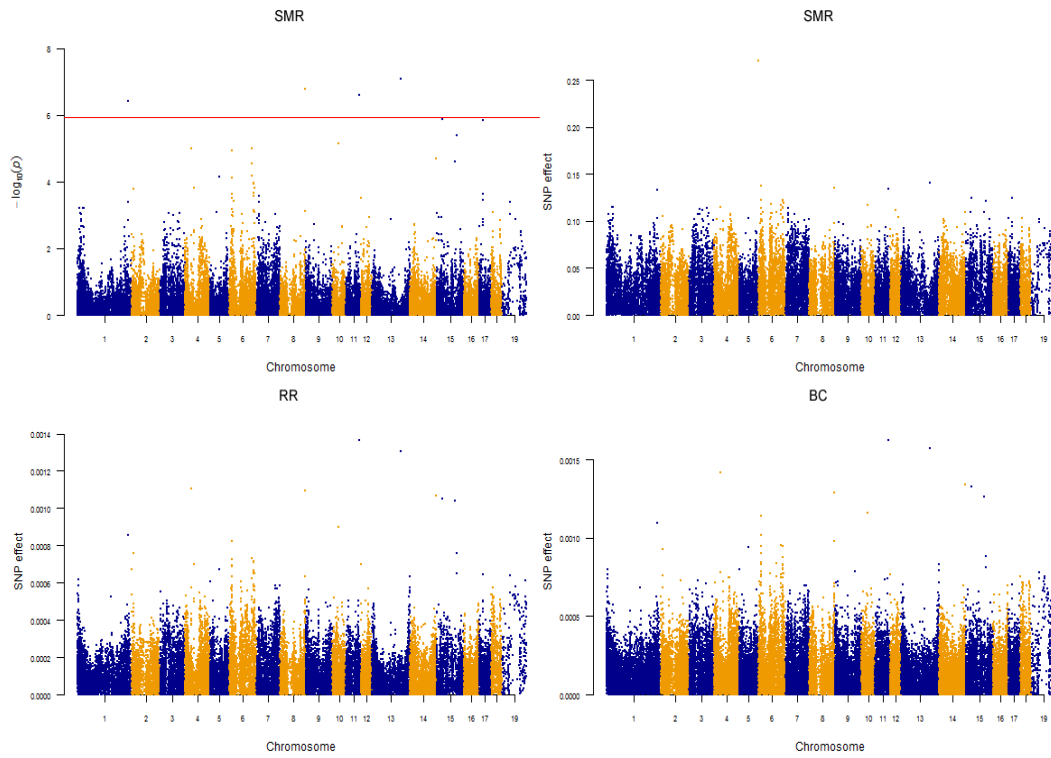 SMR
8
6
4
2
0
− log₁₀(p)
1 2 3 4 5 6 7 8 9 10 11 12 13 14 15 16 17 19
Chromosome
SMR
0.25
0.20
0.15
0.10
0.05
0.00
SNP effect
1 2 3 4 5 6 7 8 9 10 11 12 13 14 15 16 17 18 19
Chromosome
RR
0.0014
0.0012
0.0010
0.0008
0.0006
0.0004
0.0002
0.0000
SNP effect
1 2 3 4 5 6 7 8 9 10 11 12 13 14 15 16 17 19
Chromosome
BC
0.0015
0.0010
0.0005
0.0000
SNP effect
1 2 3 4 5 6 7 8 9 10 11 12 13 14 15 16 17 18 19
Chromosome